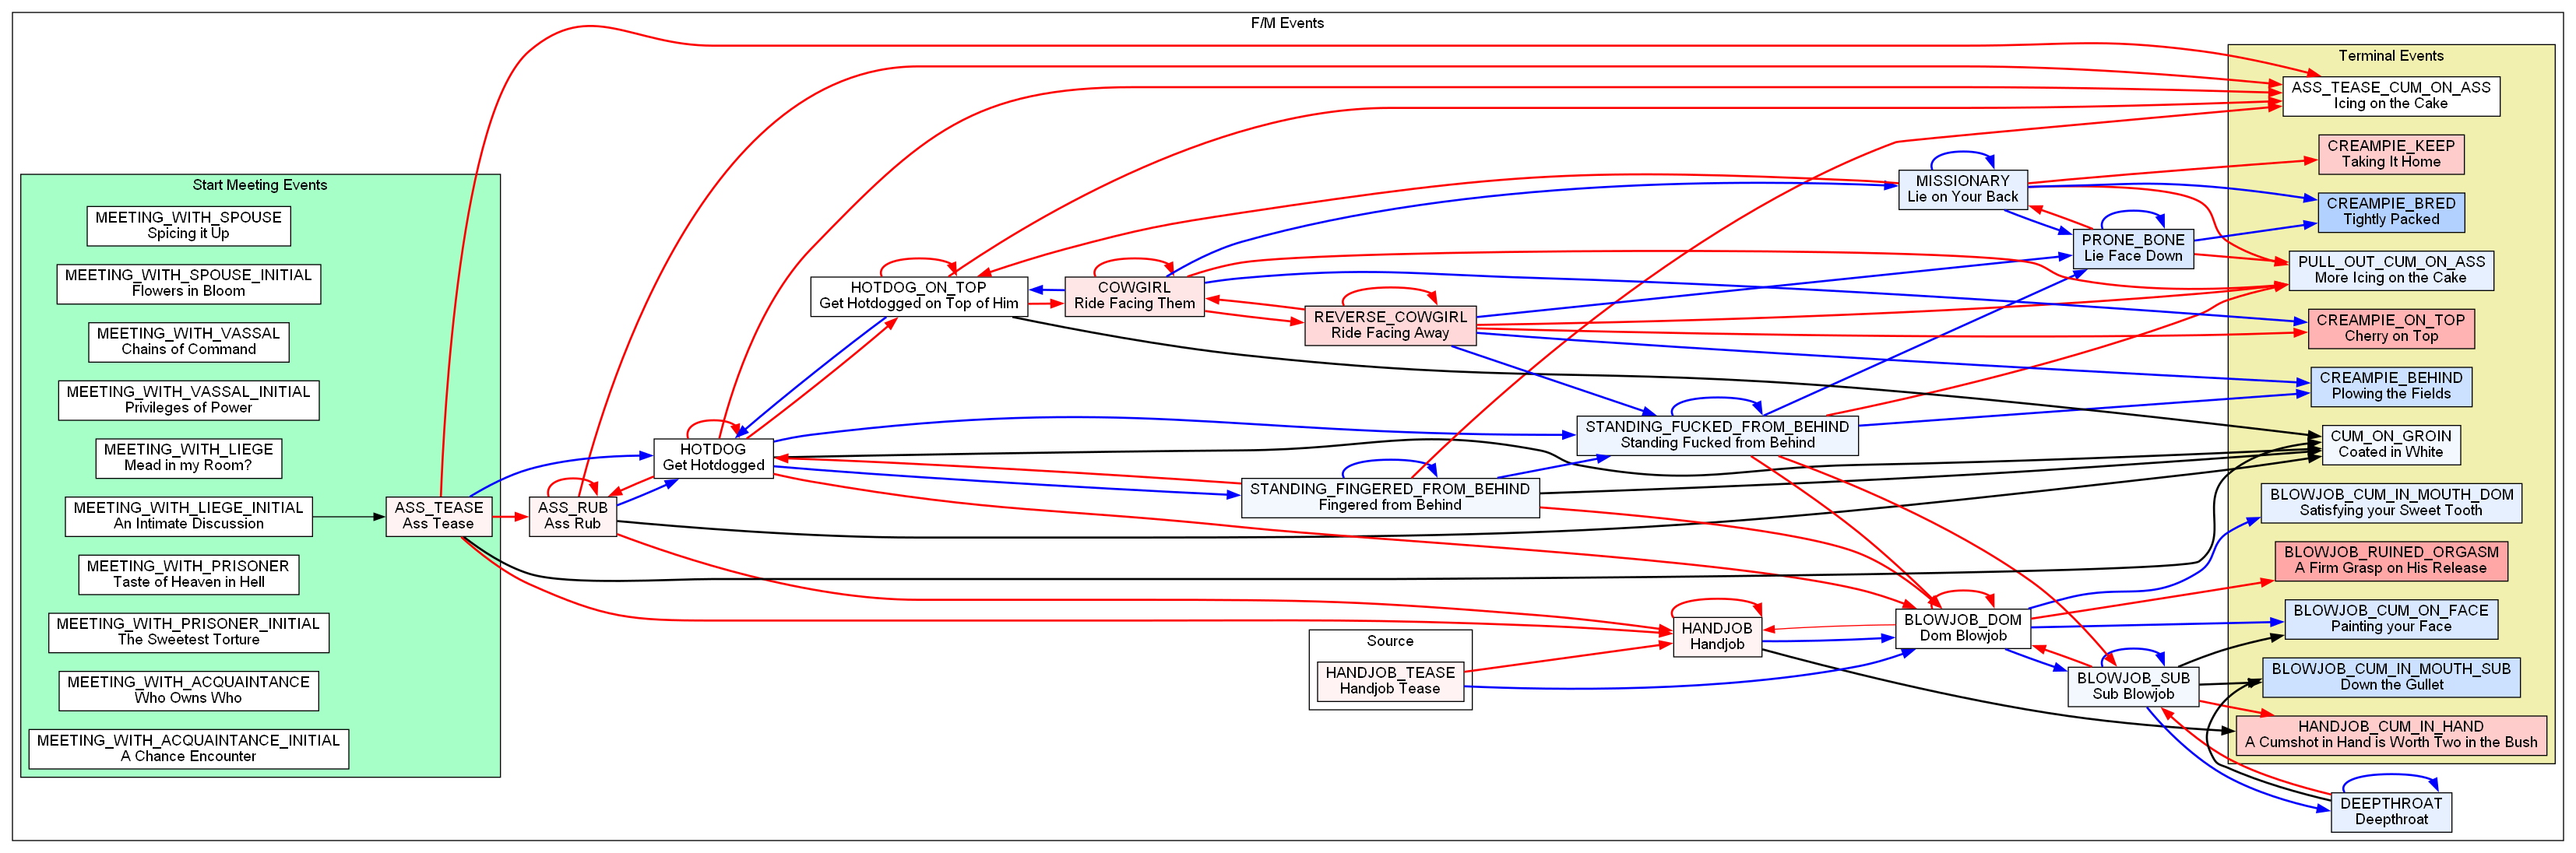 F/M Events
Start Meeting Events
MEETING_WITH_SPOUSE
Spicing it Up
MEETING_WITH_SPOUSE_INITIAL
Flowers in Bloom
MEETING_WITH_VASSAL
Chains of Command
MEETING_WITH_VASSAL_INITIAL
Privileges of Power
MEETING_WITH_LIEGE
Mead in my Room?
MEETING_WITH_LIEGE_INITIAL
An Intimate Discussion
MEETING_WITH_PRISONER
Taste of Heaven in Hell
MEETING_WITH_PRISONER_INITIAL
The Sweetest Torture
MEETING_WITH_ACQUAINTANCE
Who Owns Who
MEETING_WITH_ACQUAINTANCE_INITIAL
A Chance Encounter
ASS_TEASE
Ass Tease
ASS_RUB
Ass Rub
HOTDOG
Get Hotdogged
HOTDOG_ON_TOP
Get Hotdogged on Top of Him
COWGIRL
Ride Facing Them
REVERSE_COWGIRL
Ride Facing Away
STANDING_FINGERED_FROM_BEHIND
Fingered from Behind
STANDING_FUCKED_FROM_BEHIND
Standing Fucked from Behind
Source
HANDJOB_TEASE
Handjob Tease
HANDJOB
Handjob
MISSIONARY
Lie on Your Back
PRONE_BONE
Lie Face Down
BLOWJOB_DOM
Dom Blowjob
BLOWJOB_SUB
Sub Blowjob
Terminal Events
ASS_TEASE_CUM_ON_ASS
Icing on the Cake
CREAMPIE_KEEP
Taking It Home
CREAMPIE_BRED
Tightly Packed
PULL_OUT_CUM_ON_ASS
More Icing on the Cake
CREAMPIE_ON_TOP
Cherry on Top
CREAMPIE_BEHIND
Plowing the Fields
CUM_ON_GROIN
Coated in White
BLOWJOB_CUM_IN_MOUTH_DOM
Satisfying your Sweet Tooth
BLOWJOB_RUINED_ORGASM
A Firm Grasp on His Release
BLOWJOB_CUM_ON_FACE
Painting your Face
BLOWJOB_CUM_IN_MOUTH_SUB
Down the Gullet
HANDJOB_CUM_IN_HAND
A Cumshot in Hand is Worth Two in the Bush
DEEPTHROAT
Deepthroat